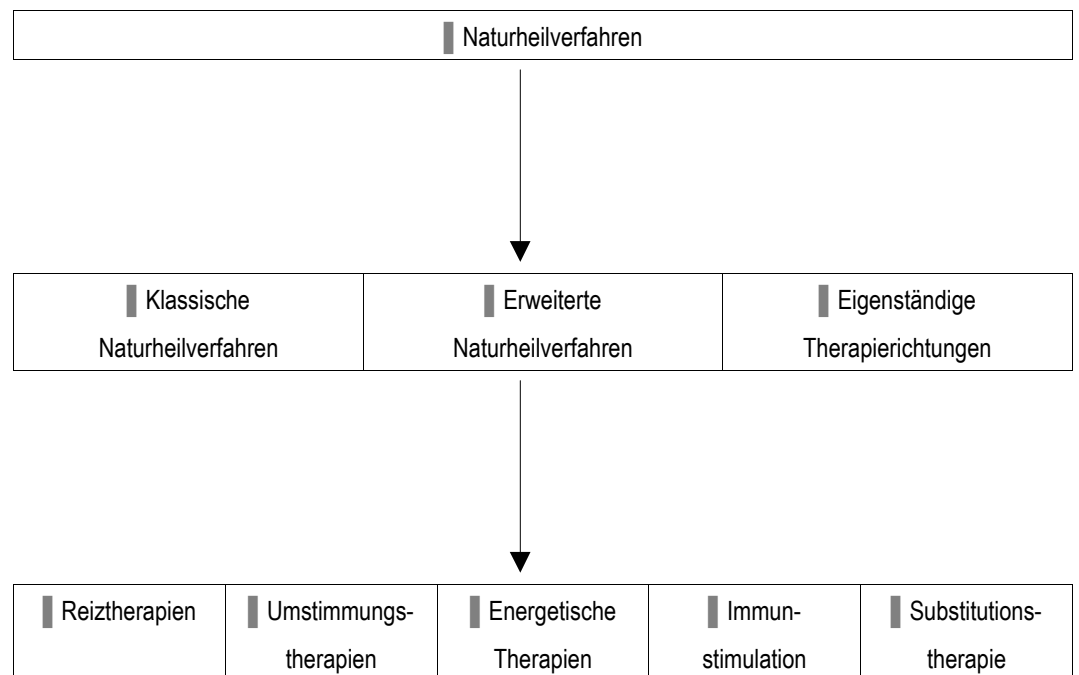 Naturheilverfahren
Klassische
Naturheilverfahren
Erweiterte
Naturheilverfahren
Eigenständige
Therapierichtungen
Reiztherapien
Umstimmungs-
therapien
Energetische
Therapien
Immun-
stimulation
Substitutions-
therapie